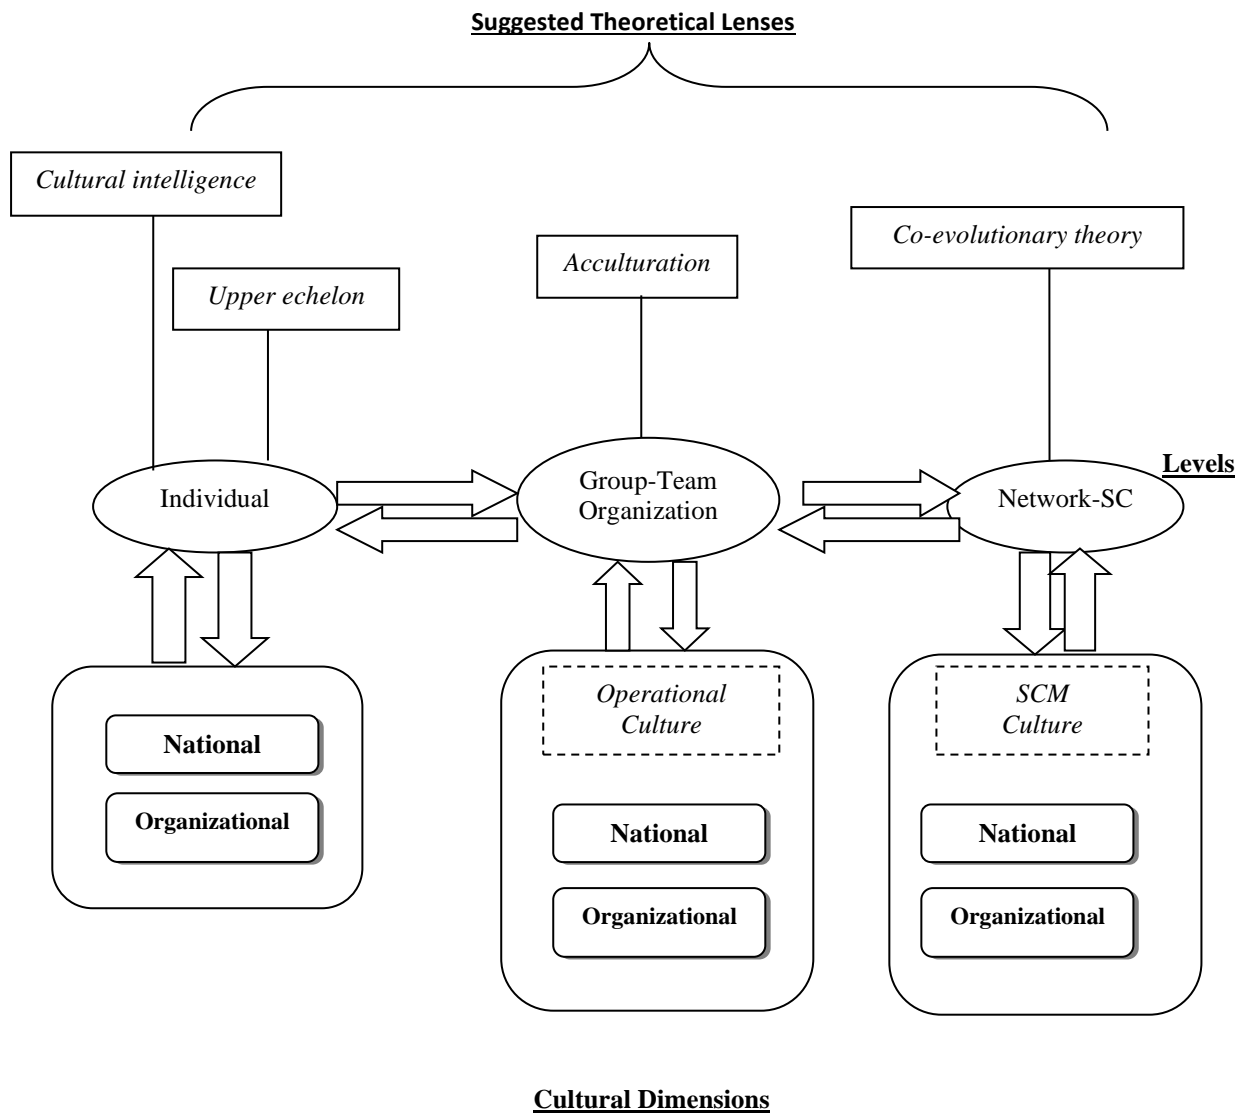 Suggested Theoretical Lenses
Cultural intelligence
Upper echelon
Acculturation
Co-evolutionary theory
Levels
Individual
Group-Team
Organization
Network-SC
National
Organizational
Operational
Culture
National
Organizational
SCM
Culture
National
Organizational
Cultural Dimensions